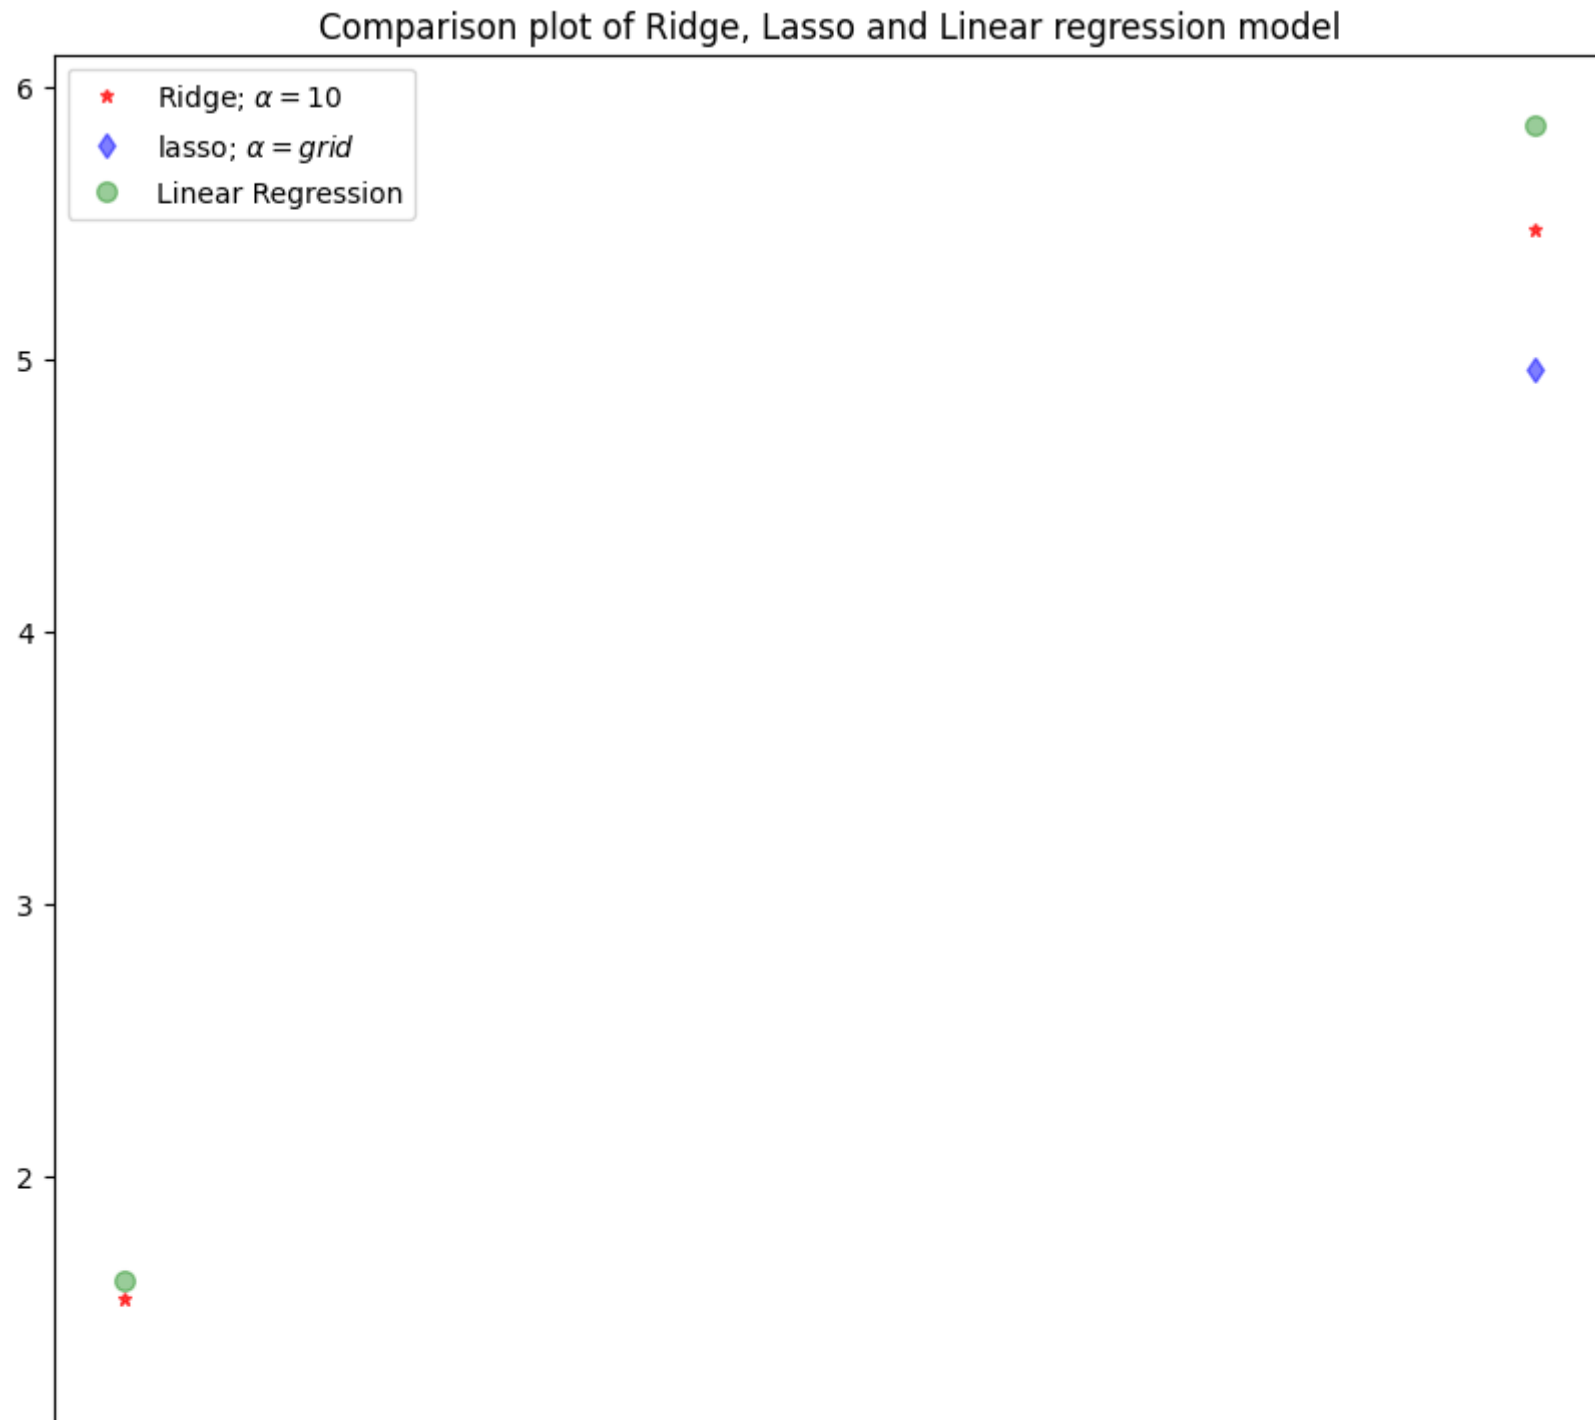 Comparison plot of Ridge, Lasso and Linear regression model
6
Ridge; α = 10
lasso; α = grid
Linear Regression
5
4
3
2